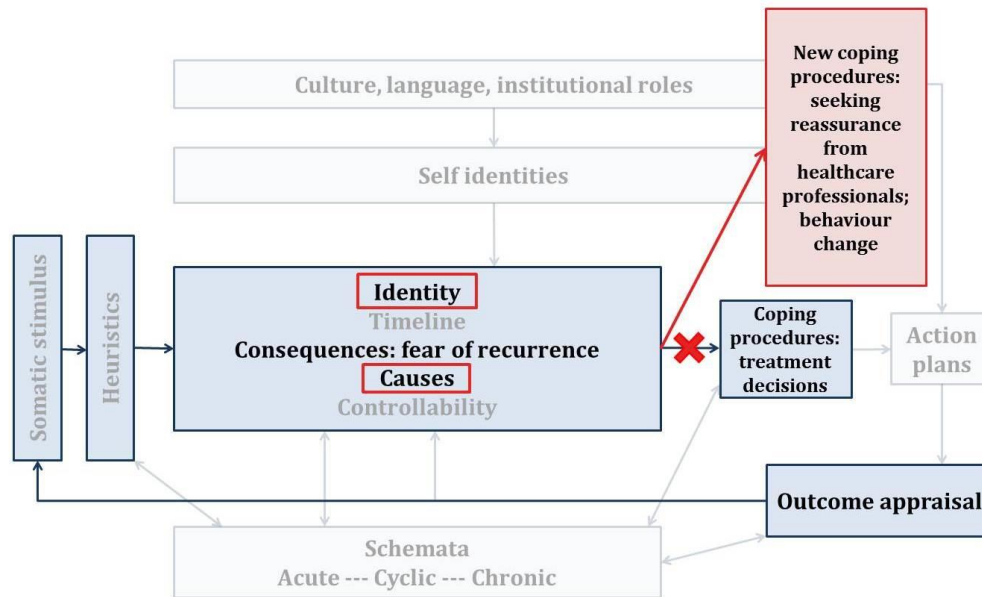 Culture, language, institutional roles
Self identities
New coping
procedures:
seeking
reassurance
from
healthcare
professionals;
behaviour
change
Somatic stimulus
Heuristics
Identity
Timeline
Consequences: fear of recurrence
Causes
Controllability
Coping
procedures:
treatment
decisions
Action
plans
Outcome appraisal
Schemata
Acute --- Cyclic --- Chronic